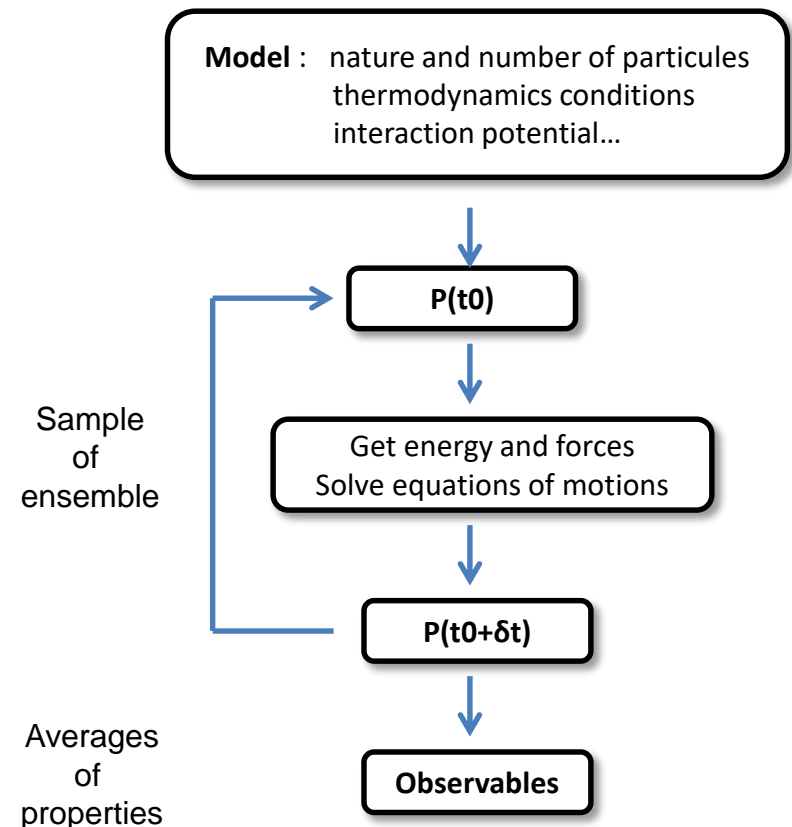 Model : nature and number of particules
thermodynamics conditions
interaction potential…
P(t0)
Sample
of
ensemble
Get energy and forces
Solve equations of motions
P(t0+δt)
Averages
of
properties
Observables